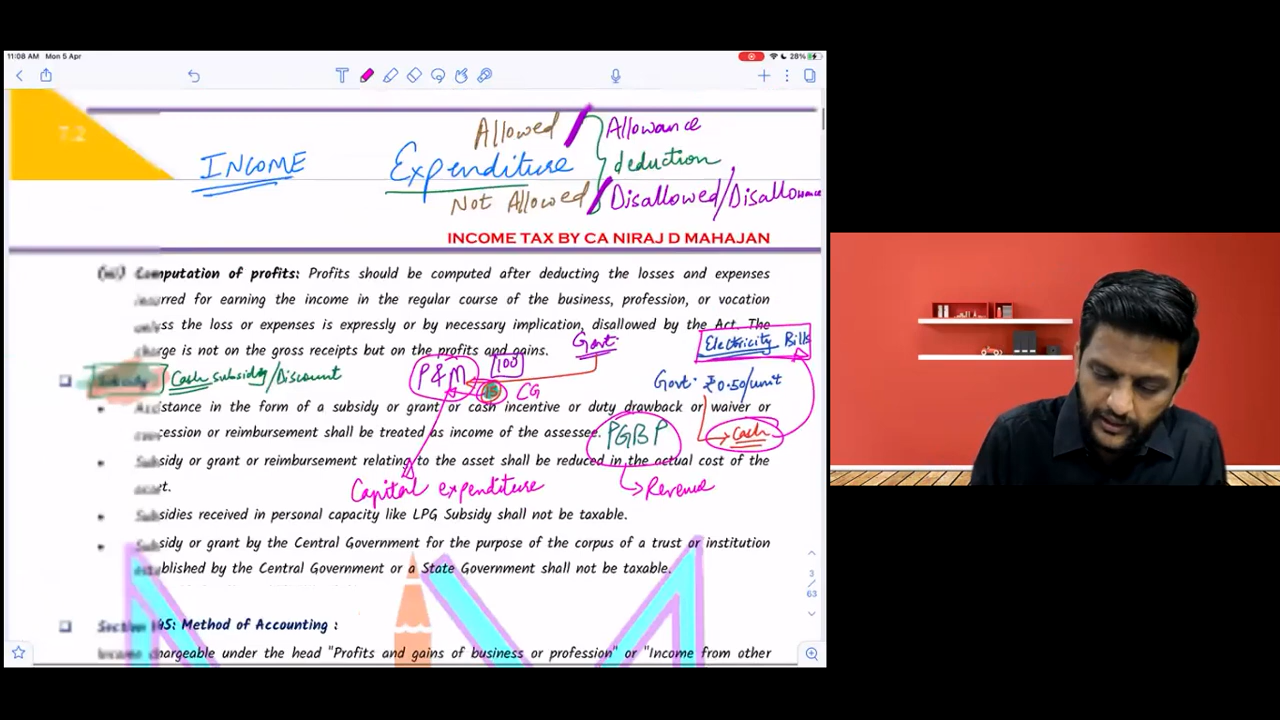 11:08 AM Mon 5 Apr
28%
7.2
Allowed
Allowance
INCOME
Expenditure
deduction
Not Allowed
Disallowed/Disallowance
INCOME TAX BY CA NIRAJ D MAHAJAN
(iii) Computation of profits: Profits should be computed after deducting the losses and expenses
incurred for earning the income in the regular course of the business, profession, or vocation
unless the loss or expenses is expressly or by necessary implication, disallowed by the Act. The
charge is not on the gross receipts but on the profits and gains.
Govt.
Electricity Bills
Subsidy
Cash subsidy/Discount
P&M
100
15
CG
Govt. ₹0.50/unit
Assistance in the form of a subsidy or grant or cash incentive or duty drawback or waiver or
concession or reimbursement shall be treated as income of the assessee.
PGBP
Cash
Subsidy or grant or reimbursement relating to the asset shall be reduced in the actual cost of the
asset.
Capital expenditure
Revenue
Subsidies received in personal capacity like LPG Subsidy shall not be taxable.
Subsidy or grant by the Central Government for the purpose of the corpus of a trust or institution
established by the Central Government or a State Government shall not be taxable.
3
/
63
Section 145: Method of Accounting :
Income chargeable under the head "Profits and gains of business or profession" or "Income from other